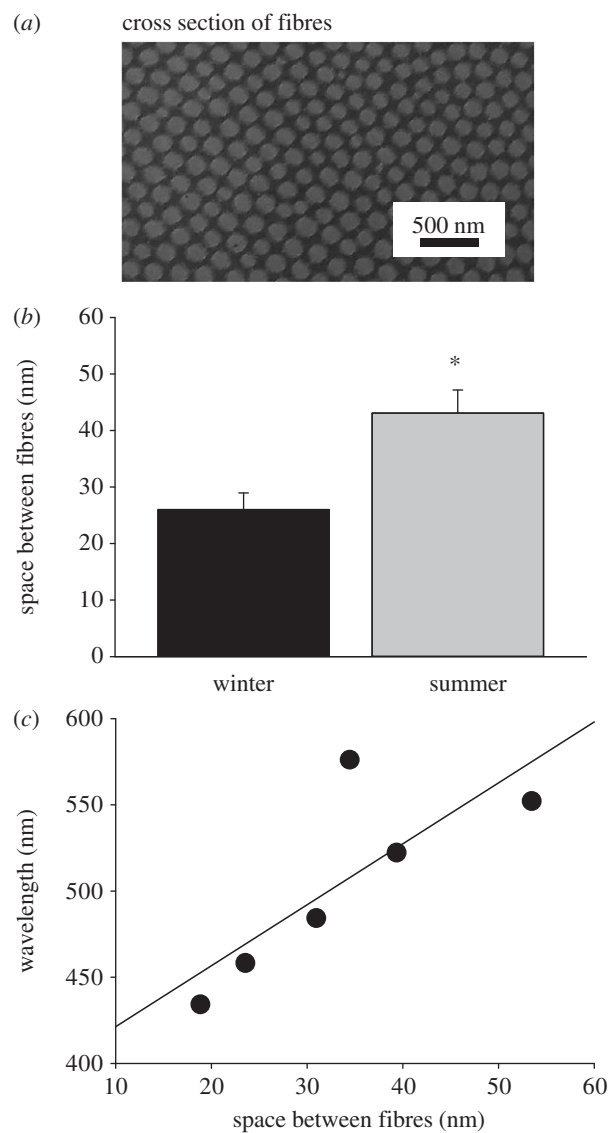 (a) cross section of fibres
500 nm
(b)
60
50
40
30
20
10
0
space between fibres (nm)
*
winter summer
(c)
600
550
500
450
400
wavelength (nm)
10 20 30 40 50 60
space between fibres (nm)